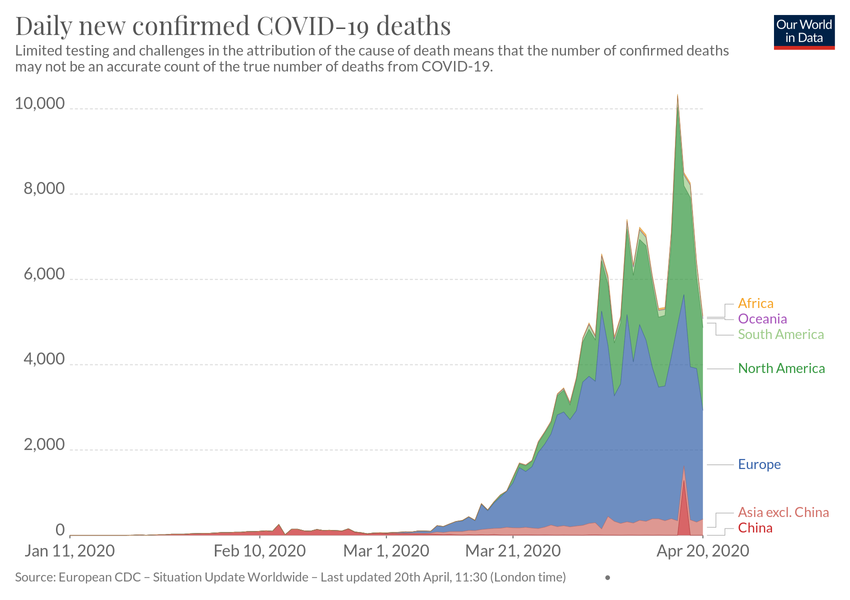 Daily new confirmed COVID-19 deaths
Our World
in Data
Limited testing and challenges in the attribution of the cause of death means that the number of confirmed deaths
may not be an accurate count of the true number of deaths from COVID-19.
10,000
8,000
6,000
4,000
2,000
0
Africa
Oceania
South America
North America
Europe
Asia excl. China
China
Jan 11, 2020
Feb 10, 2020
Mar 1, 2020
Mar 21, 2020
Apr 20, 2020
Source: European CDC – Situation Update Worldwide – Last updated 20th April, 11:30 (London time)